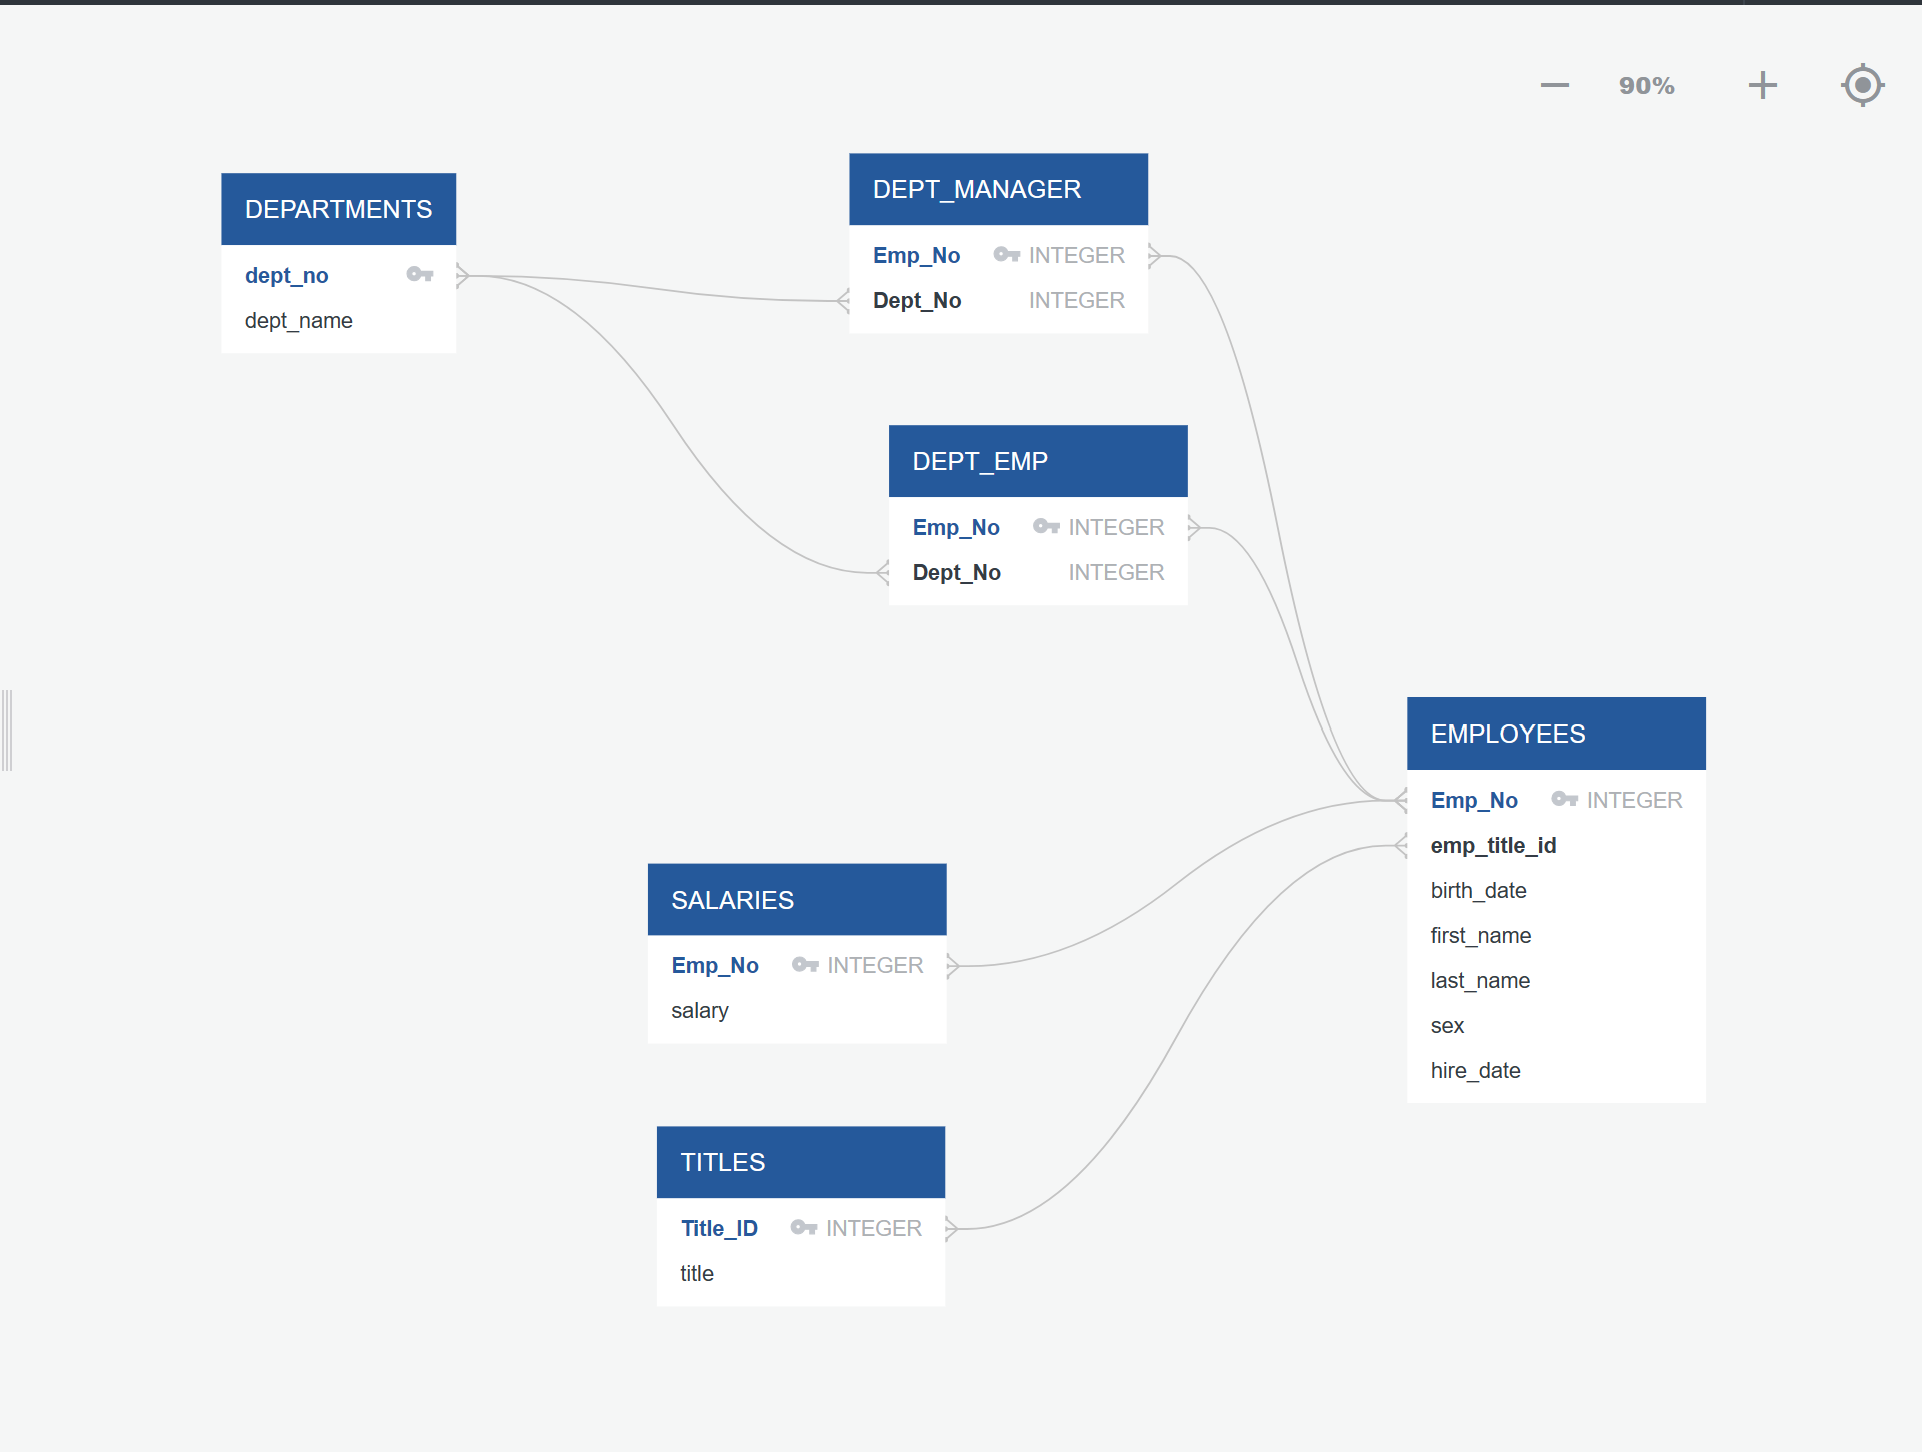 90%
DEPARTMENTS
dept_no
dept_name
DEPT_MANAGER
Emp_No INTEGER
Dept_No INTEGER
DEPT_EMP
Emp_No INTEGER
Dept_No INTEGER
EMPLOYEES
Emp_No INTEGER
emp_title_id
birth_date
first_name
last_name
sex
hire_date
SALARIES
Emp_No INTEGER
salary
TITLES
Title_ID INTEGER
title